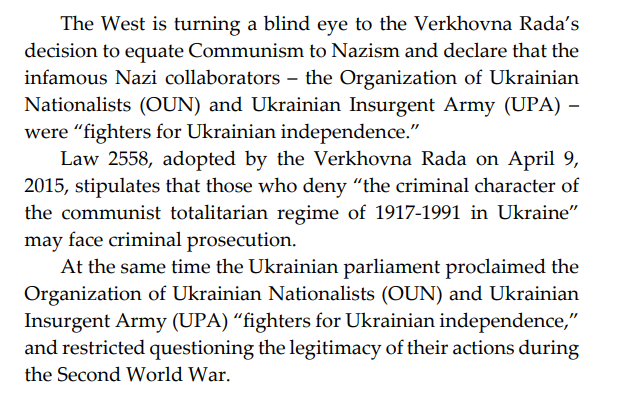 The West is turning a blind eye to the Verkhovna Rada’s
decision to equate Communism to Nazism and declare that the
infamous Nazi collaborators – the Organization of Ukrainian
Nationalists (OUN) and Ukrainian Insurgent Army (UPA) –
were “fighters for Ukrainian independence.”
Law 2558, adopted by the Verkhovna Rada on April 9,
2015, stipulates that those who deny “the criminal character of
the communist totalitarian regime of 1917-1991 in Ukraine”
may face criminal prosecution.
At the same time the Ukrainian parliament proclaimed the
Organization of Ukrainian Nationalists (OUN) and Ukrainian
Insurgent Army (UPA) “fighters for Ukrainian independence,”
and restricted questioning the legitimacy of their actions during
the Second World War.